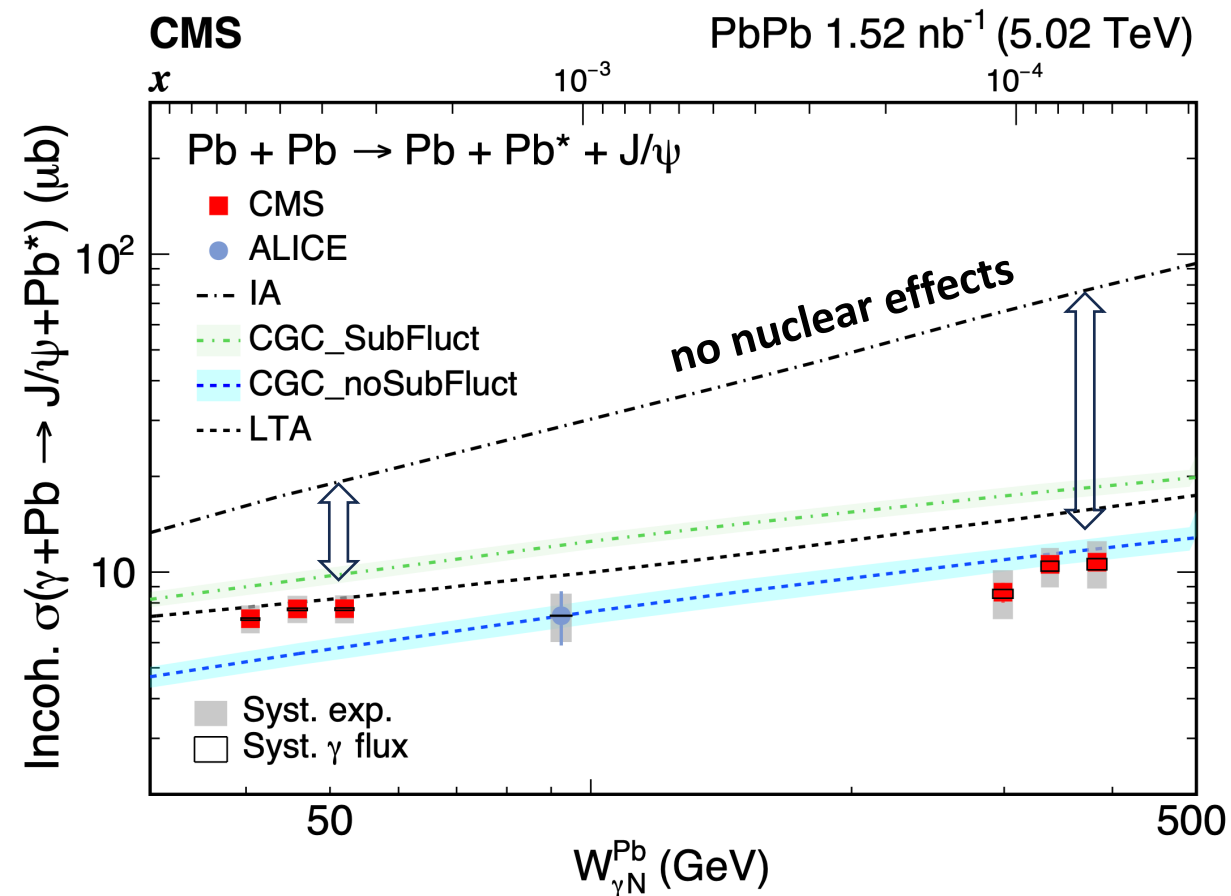 CMS PbPb 1.52 nb⁻¹ (5.02 TeV)
x 10⁻³ 10⁻⁴
Pb + Pb → Pb + Pb* + J/ψ
CMS
ALICE
IA
CGC_SubFluct
CGC_noSubFluct
LTA
no nuclear effects
Syst. exp.
Syst. γ flux
Incoh. σ(γ+Pb → J/ψ+Pb*) (μb)
10²
10
50 500
W^Pb_γN (GeV)